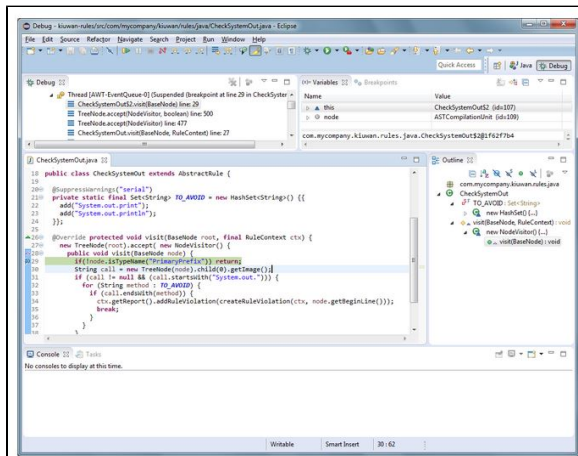 Debug - kiuwan-rules/src/com/mycompany/kiuwan/rules/java/CheckSystemOut.java - Eclipse
File Edit Source Refactor Navigate Search Project Run Window Help
Quick Access Java Debug
Debug
Thread [AWT-EventQueue-0] (Suspended (breakpoint at line 29 in CheckSyster
CheckSystemOut$2.visit(BaseNode) line: 29
TreeNode.accept(NodeVisitor, boolean) line: 500
TreeNode.accept(NodeVisitor) line: 477
CheckSystemOut.visit(BaseNode, RuleContext) line: 27
Variables Breakpoints
Name Value
this CheckSystemOut$2 (id=107)
node ASTCompilationUnit (id=109)
com.mycompany.kiuwan.rules.java.CheckSystemOut$2@1f62f7b4
CheckSystemOut.java
18 public class CheckSystemOut extends AbstractRule {
19
20 @SuppressWarnings("serial")
21 private static final Set<String> TO_AVOID = new HashSet<String>() {{
22 add("System.out.print");
23 add("System.out.println");
24 }};
25
26 @Override protected void visit(BaseNode root, final RuleContext ctx) {
27 new TreeNode(root).accept( new NodeVisitor() {
28 public void visit(BaseNode node) {
29 if(!node.isTypeName("PrimaryPrefix")) return;
30 String call = new TreeNode(node).child(0).getImage();
31 if (call != null && (call.startsWith("System.out."))) {
32 for (String method : TO_AVOID) {
33 if (call.endsWith(method)) {
34 ctx.getReport().addRuleViolation(createRuleViolation(ctx, node.getBeginLine()));
35 break;
36 }
37 }
Outline
com.mycompany.kiuwan.rules.java
CheckSystemOut
TO_AVOID : Set<String>
new HashSet() {...}
visit(BaseNode, RuleContext) : void
new NodeVisitor() {...}
visit(BaseNode) : void
Console Tasks
No consoles to display at this time.
Writable Smart Insert 30 : 62